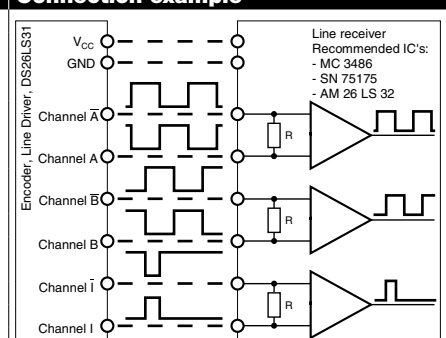 Connection example
Encoder, Line Driver, DS26LS31
VCC
GND
Channel A̅
Channel A
Channel B̅
Channel B
Channel I̅
Channel I
Line receiver
Recommended IC's:
- MC 3486
- SN 75175
- AM 26 LS 32
R
R
R